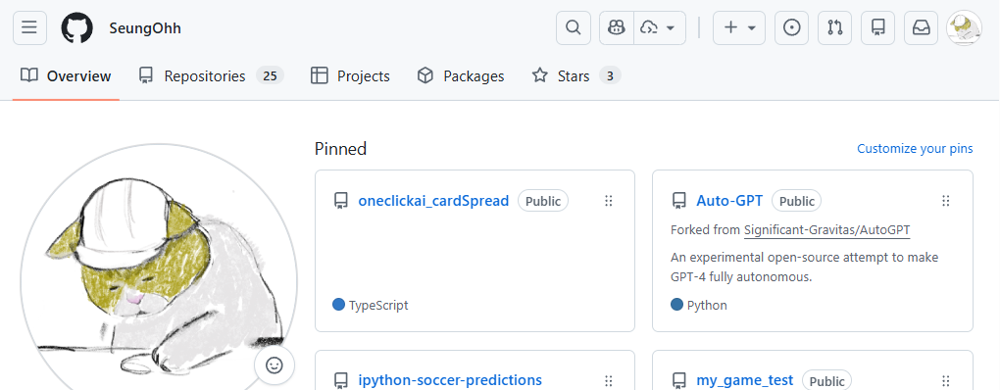 SeungOhh
Overview
Repositories 25
Projects
Packages
Stars 3
Pinned
Customize your pins
oneclickai_cardSpread Public
TypeScript
Auto-GPT Public
Forked from Significant-Gravitas/AutoGPT
An experimental open-source attempt to make
GPT-4 fully autonomous.
Python
ipython-soccer-predictions
my_game_test Public